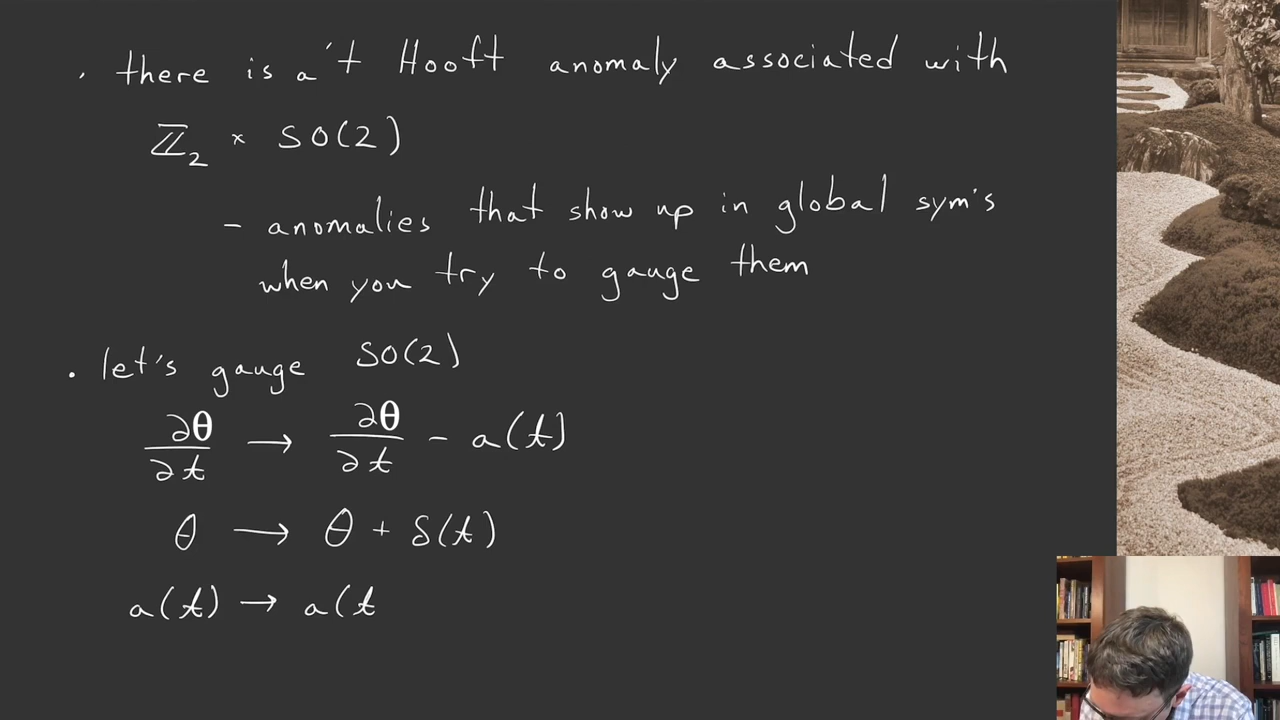 · there is a 't Hooft anomaly associated with
ℤ₂ × SO(2)
- anomalies that show up in global sym's
when you try to gauge them
· let's gauge SO(2)
∂θ/∂t → ∂θ/∂t - a(t)
θ → θ + δ(t)
a(t) → a(t